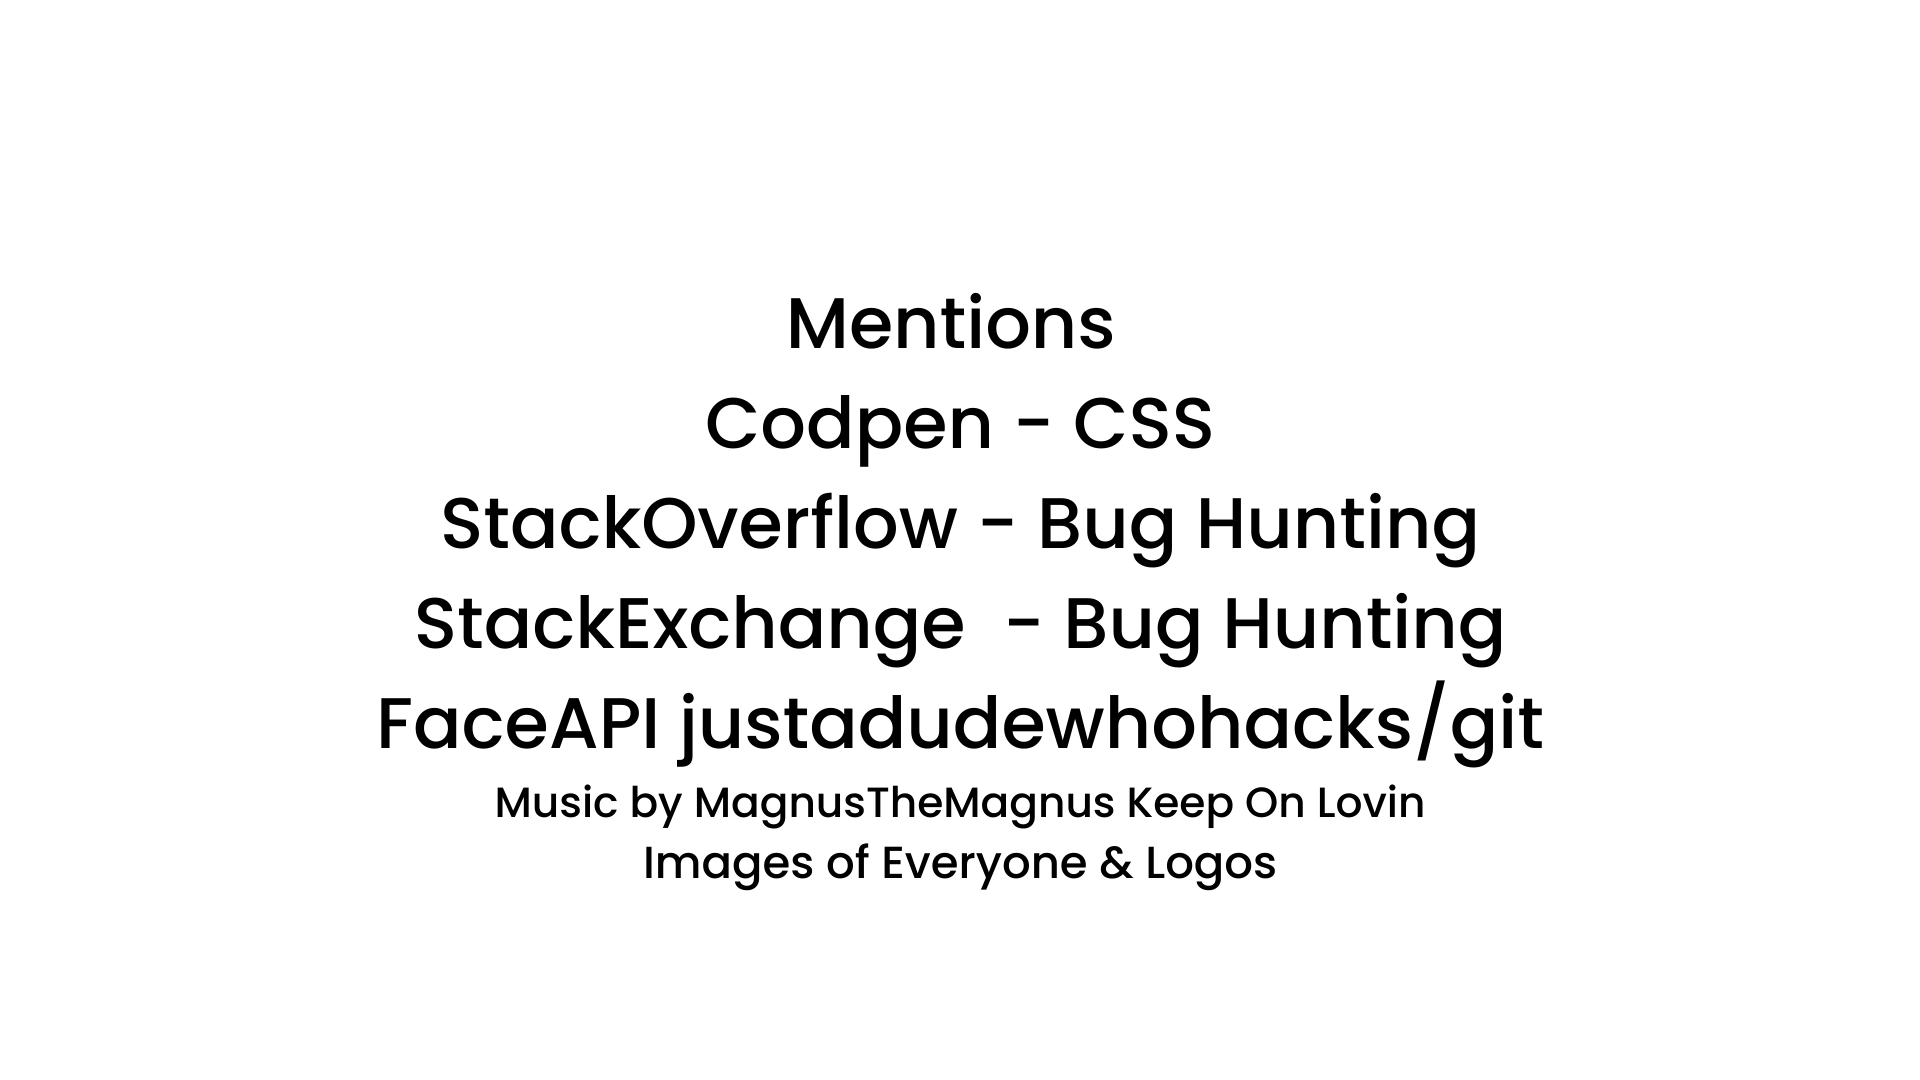 Mentions
Codpen - CSS
StackOverflow - Bug Hunting
StackExchange  - Bug Hunting
FaceAPI justadudewhohacks/git
Music by MagnusTheMagnus Keep On Lovin
Images of Everyone & Logos